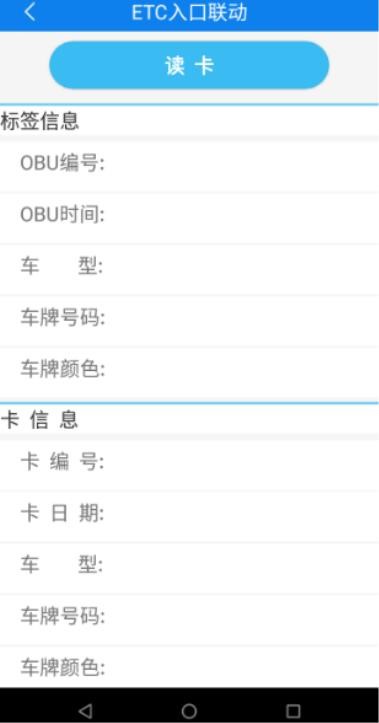 ETC入口联动
读 卡
标签信息
OBU编号:
OBU时间:
车 型:
车牌号码:
车牌颜色:
卡 信 息
卡 编 号:
卡 日 期:
车 型:
车牌号码:
车牌颜色: